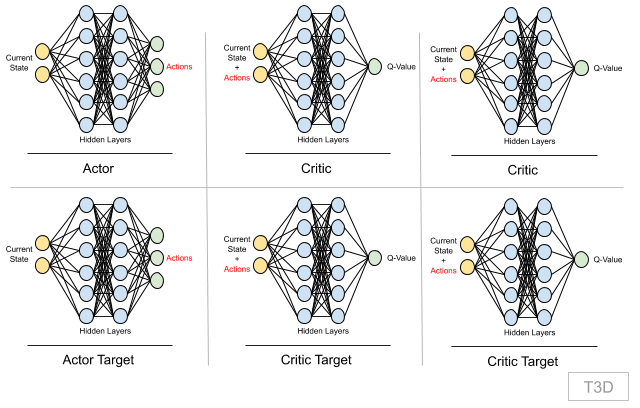 Current
State
Actions
Hidden Layers
Actor
Current
State
+
Actions
Q-Value
Hidden Layers
Critic
Current
State
+
Actions
Q-Value
Hidden Layers
Critic
Current
State
Actions
Hidden Layers
Actor Target
Current
State
+
Actions
Q-Value
Hidden Layers
Critic Target
Current
State
+
Actions
Q-Value
Hidden Layers
Critic Target
T3D